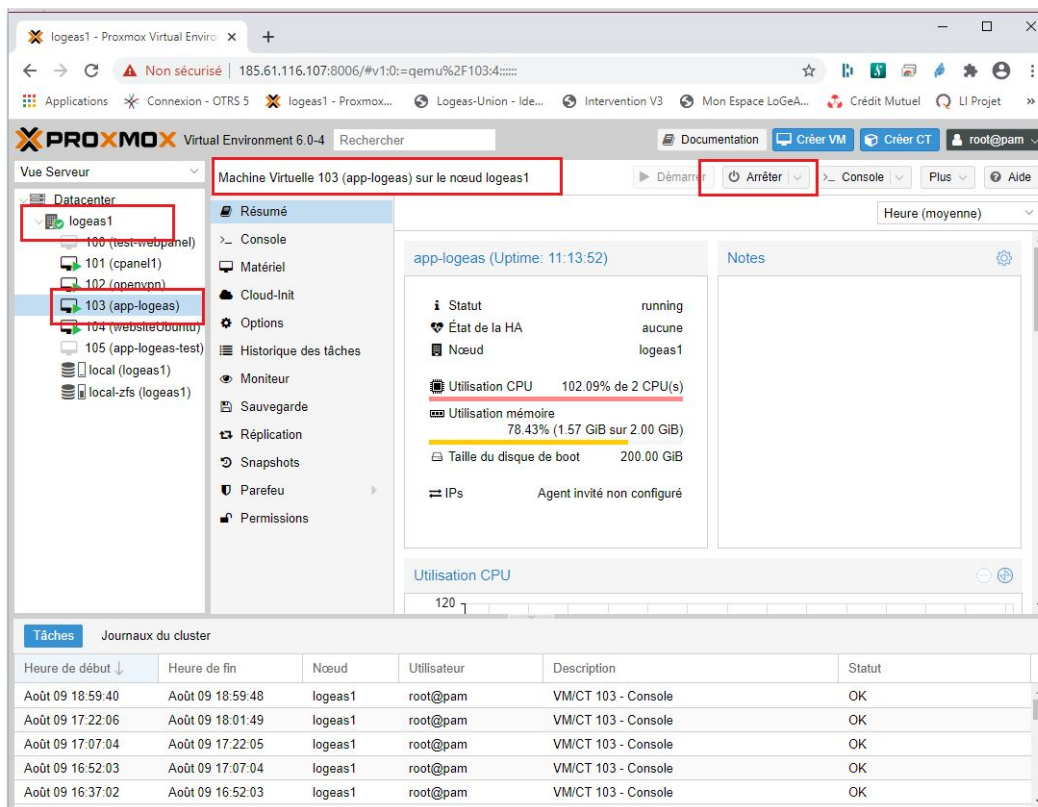 logeas1 - Proxmox Virtual Enviro
Non sécurisé | 185.61.116.107:8006/#v1:0:=qemu%2F103:4::::::
Applications Connexion - OTRS 5 logeas1 - Proxmox... Logeas-Union - Ide... Intervention V3 Mon Espace LoGeA... Crédit Mutuel LI Projet »
PROXMOX Virtual Environment 6.0-4 Rechercher Documentation Créer VM Créer CT root@pam
Vue Serveur
Machine Virtuelle 103 (app-logeas) sur le nœud logeas1 Démarrer Arrêter Console Plus Aide
Datacenter
logeas1
100 (test-webpanel)
101 (cpanel1)
102 (openvpn)
103 (app-logeas)
104 (websiteUbuntu)
105 (app-logeas-test)
local (logeas1)
local-zfs (logeas1)
Résumé
Console
Matériel
Cloud-Init
Options
Historique des tâches
Moniteur
Sauvegarde
Réplication
Snapshots
Parefeu
Permissions
Heure (moyenne)
app-logeas (Uptime: 11:13:52)
Statut running
État de la HA aucune
Nœud logeas1
Utilisation CPU 102.09% de 2 CPU(s)
Utilisation mémoire
78.43% (1.57 GiB sur 2.00 GiB)
Taille du disque de boot 200.00 GiB
IPs Agent invité non configuré
Notes
Utilisation CPU
120
Tâches Journaux du cluster
Heure de début Heure de fin Nœud Utilisateur Description Statut
Août 09 18:59:40 Août 09 18:59:48 logeas1 root@pam VM/CT 103 - Console OK
Août 09 17:22:06 Août 09 18:01:49 logeas1 root@pam VM/CT 103 - Console OK
Août 09 17:07:04 Août 09 17:22:05 logeas1 root@pam VM/CT 103 - Console OK
Août 09 16:52:03 Août 09 17:07:04 logeas1 root@pam VM/CT 103 - Console OK
Août 09 16:37:02 Août 09 16:52:03 logeas1 root@pam VM/CT 103 - Console OK